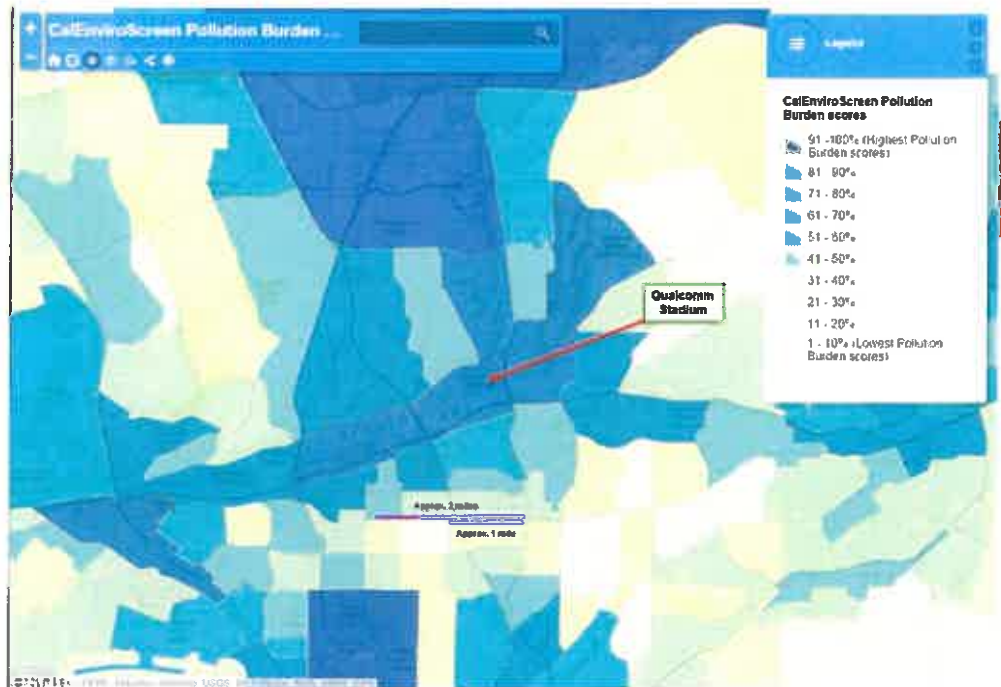 CalEnviroScreen Pollution Burden ...
Legend
CalEnviroScreen Pollution
Burden scores
91 -100% (Highest Pollution
Burden scores)
81 - 90%
71 - 80%
61 - 70%
51 - 60%
41 - 50%
31 - 40%
21 - 30%
11 - 20%
1 - 10% (Lowest Pollution
Burden scores)
Qualcomm
Stadium
Approx. 2 miles
Approx. 1 mile
USGS